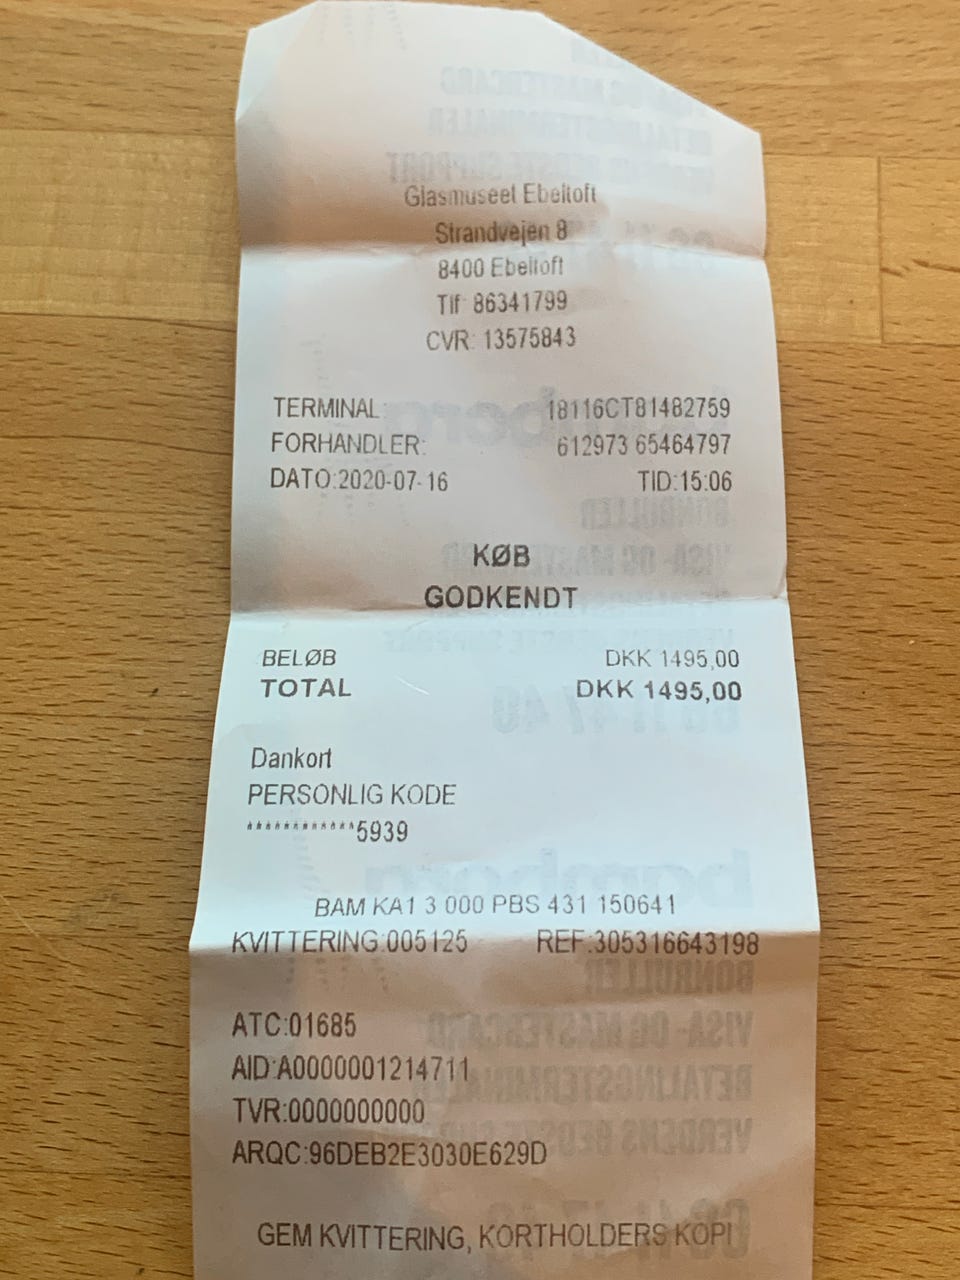 Glasmuseet Ebeltoft
Strandvejen 8
8400 Ebeltoft
Tlf: 86341799
CVR: 13575843
TERMINAL: 18116CT81482759
FORHANDLER: 612973 65464797
DATO:2020-07-16 TID:15:06
KØB
GODKENDT
BELØB DKK 1495,00
TOTAL DKK 1495,00
Dankort
PERSONLIG KODE
************5939
BAM KA1 3 000 PBS 431 150641
KVITTERING:005125 REF:305316643198
ATC:01685
AID:A0000001214711
TVR:0000000000
ARQC:96DEB2E3030E629D
GEM KVITTERING, KORTHOLDERS KOPI